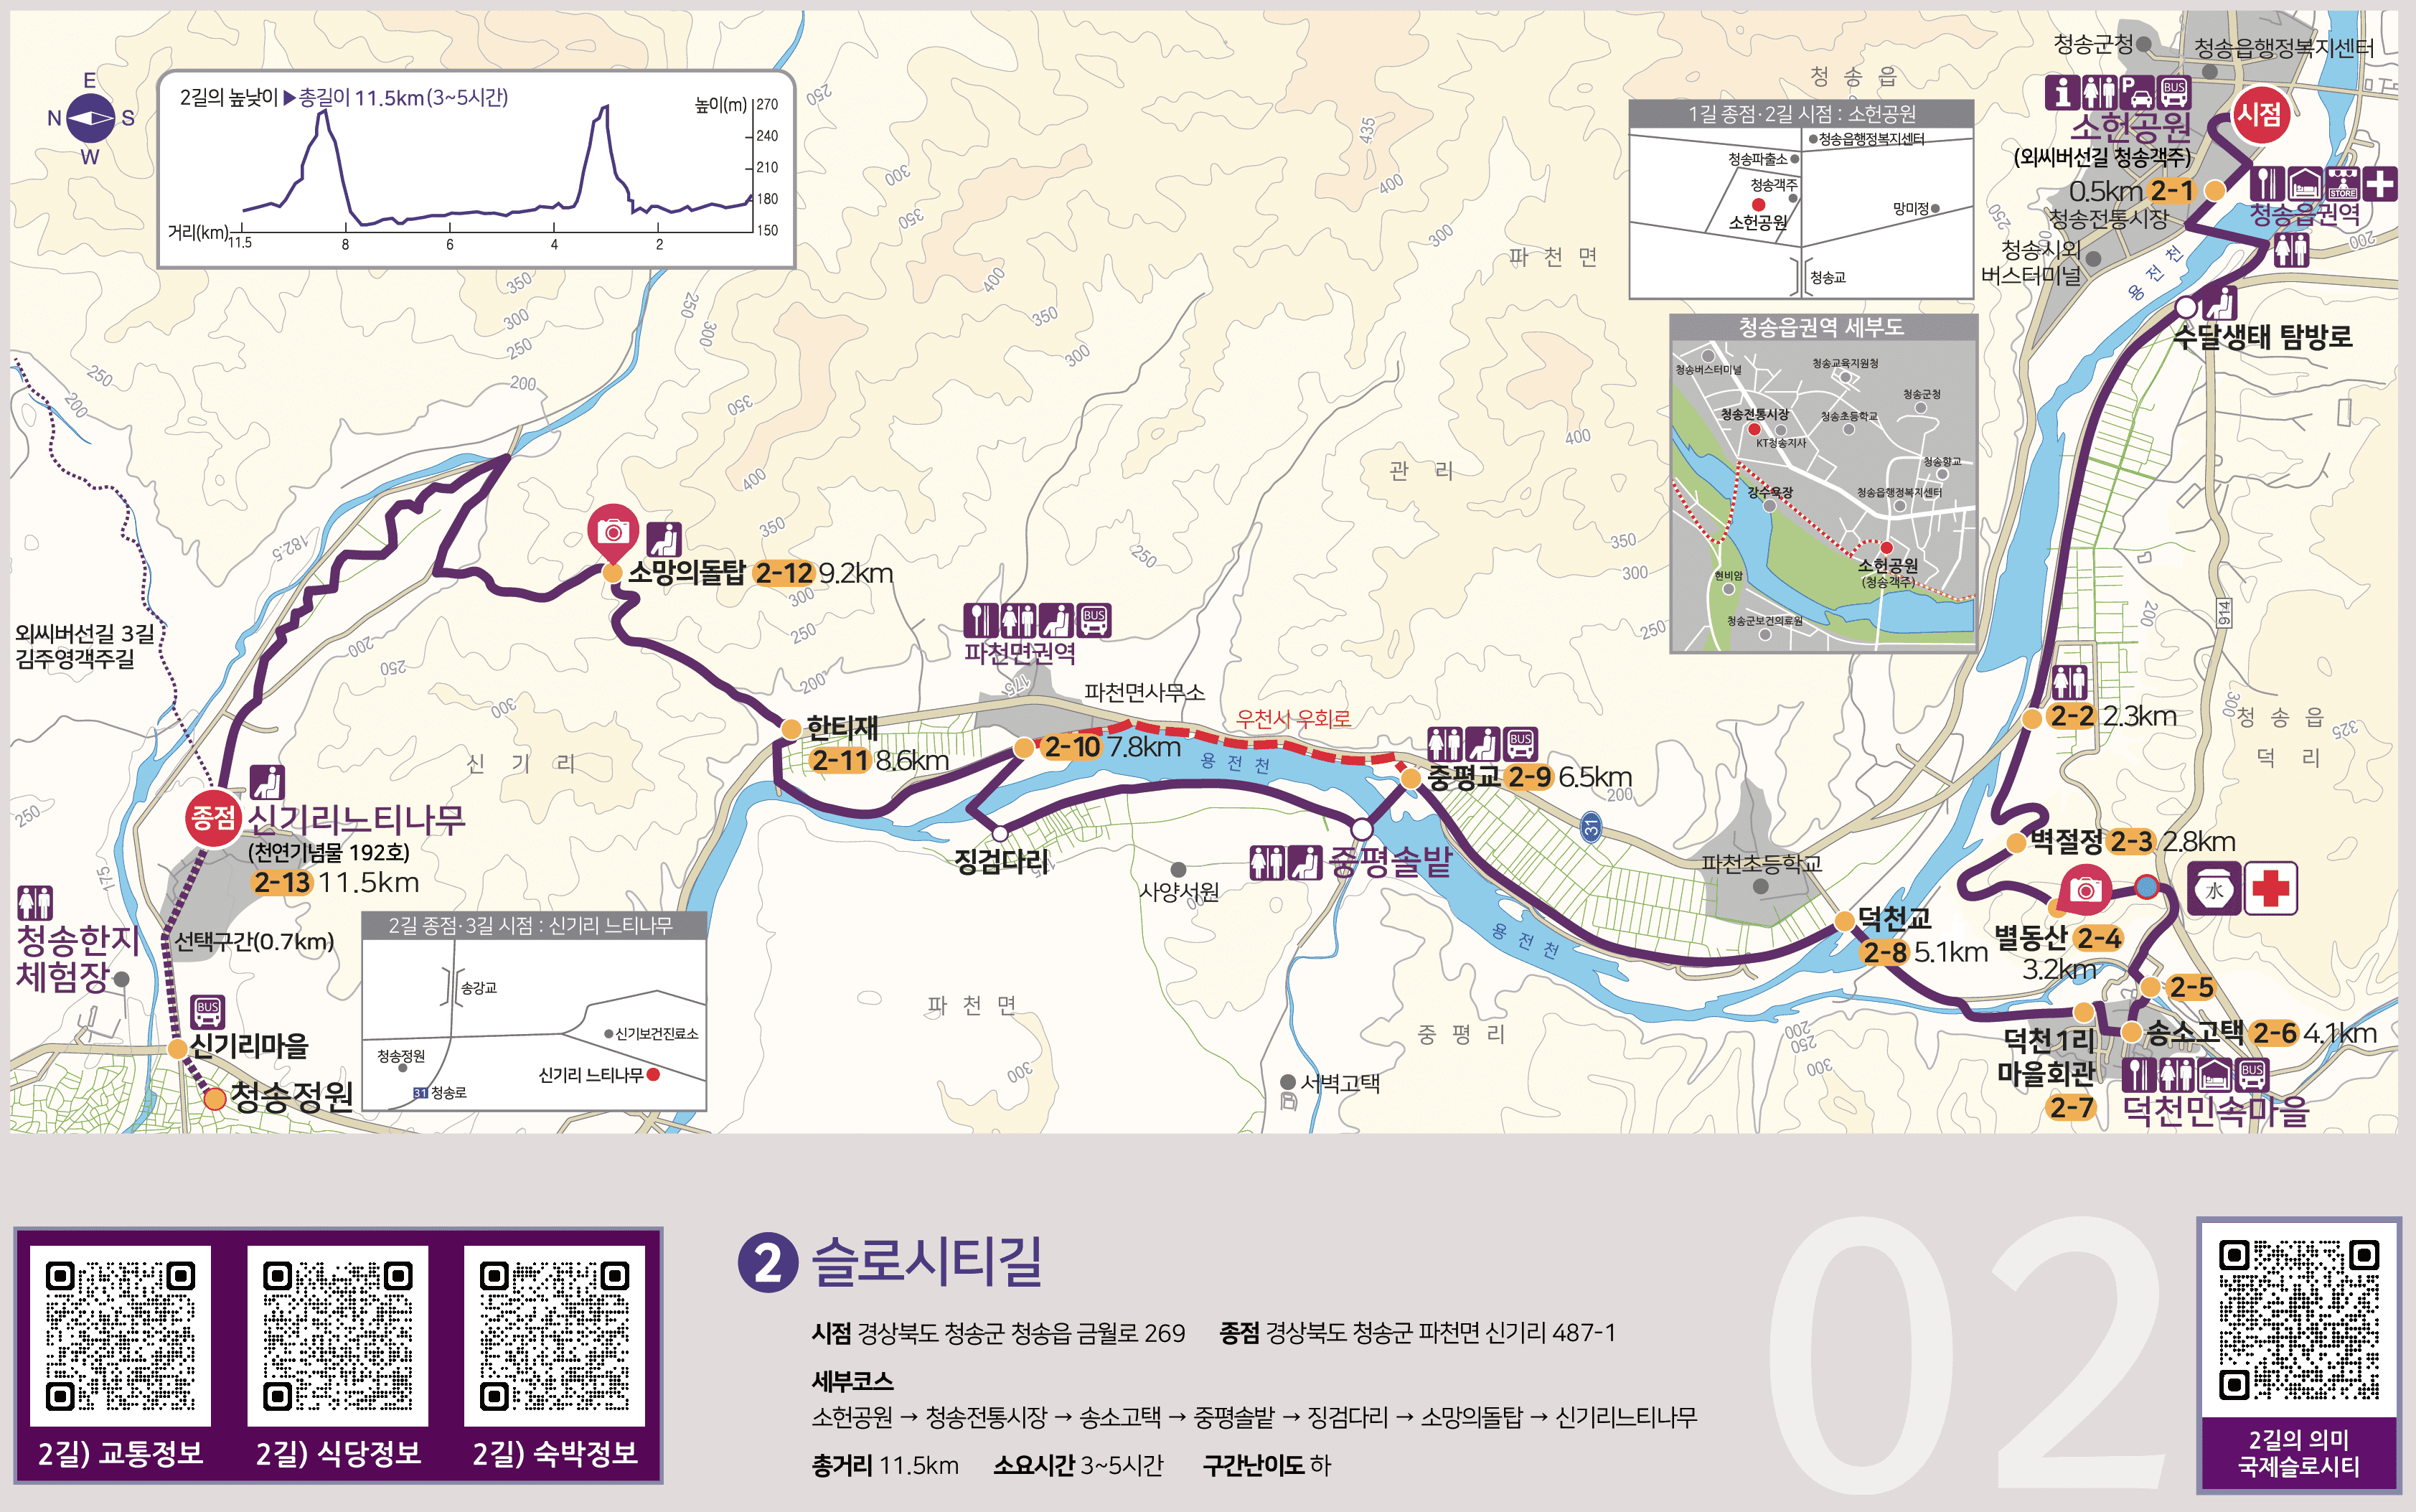 E
N S
W
2길의 높낮이 ▶총길이 11.5km(3~5시간)
높이(m) 270
240
210
180
150
거리(km) 11.5 8 6 4 2
청송군청
청송읍행정복지센터
시점
소헌공원
(외씨버선길 청송객주)
0.5km 2-1
청송전통시장
청송읍권역
청송시외
버스터미널
용전천
수달생태 탐방로
1길 종점·2길 시점 : 소헌공원
청송읍행정복지센터
청송파출소
청송객주
소헌공원
망미정
청송교
청송읍권역 세부도
청송버스터미널
청송교육지원청
청송군청
청송전통시장
청송초등학교
KT청송지사
청송향교
강수욕장
청송읍행정복지센터
소헌공원
(청송객주)
현비암
청송군보건의료원
청송읍
파천면
관리
914
2-2 2.3km
청송읍
덕리
벽절정 2-3 2.8km
水
별동산 2-4
3.2km
2-5
송소고택 2-6 4.1km
덕천1리
마을회관
2-7
덕천민속마을
덕천교
2-8 5.1km
파천초등학교
31
중평교 2-9 6.5km
우천시 우회로
용전천
용전천
중평솔밭
중평리
서벽고택
사양서원
징검다리
파천면사무소
파천면권역
2-10 7.8km
한티재
2-11 8.6km
소망의돌탑 2-12 9.2km
신기리
파천면
외씨버선길 3길
김주영객주길
종점
신기리느티나무
(천연기념물 192호)
2-13 11.5km
청송한지
체험장
선택구간(0.7km)
BUS
신기리마을
청송정원
2길 종점·3길 시점 : 신기리 느티나무
송강교
신기보건진료소
청송정원
신기리 느티나무
31 청송로
2길) 교통정보
2길) 식당정보
2길) 숙박정보
2 슬로시티길
시점 경상북도 청송군 청송읍 금월로 269 종점 경상북도 청송군 파천면 신기리 487-1
세부코스
소헌공원 → 청송전통시장 → 송소고택 → 중평솔밭 → 징검다리 → 소망의돌탑 → 신기리느티나무
총거리 11.5km 소요시간 3~5시간 구간난이도 하
02
2길의 의미
국제슬로시티